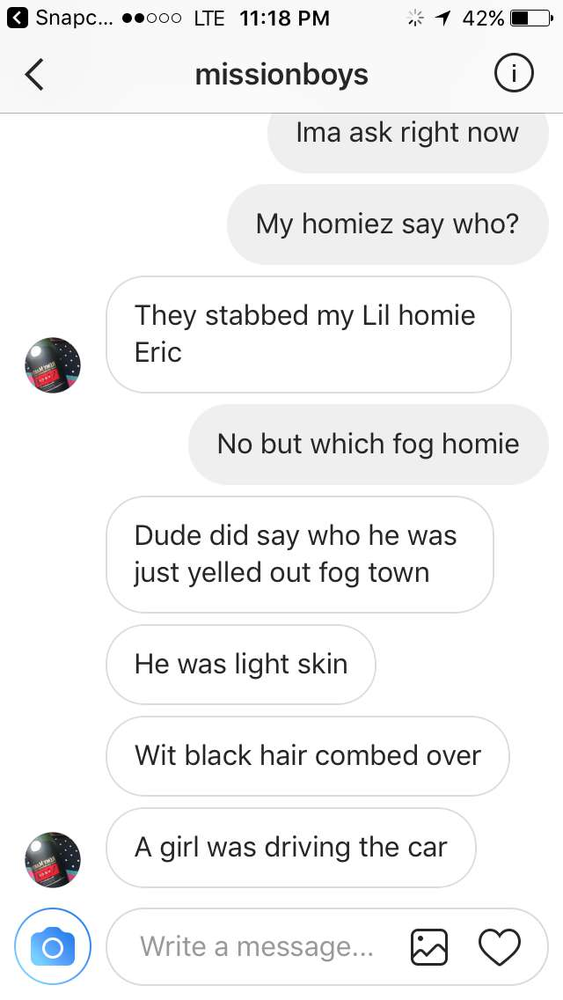 Snapc... LTE 11:18 PM 42%
missionboys
Ima ask right now
My homiez say who?
They stabbed my Lil homie
Eric
No but which fog homie
Dude did say who he was
just yelled out fog town
He was light skin
Wit black hair combed over
A girl was driving the car
Write a message...